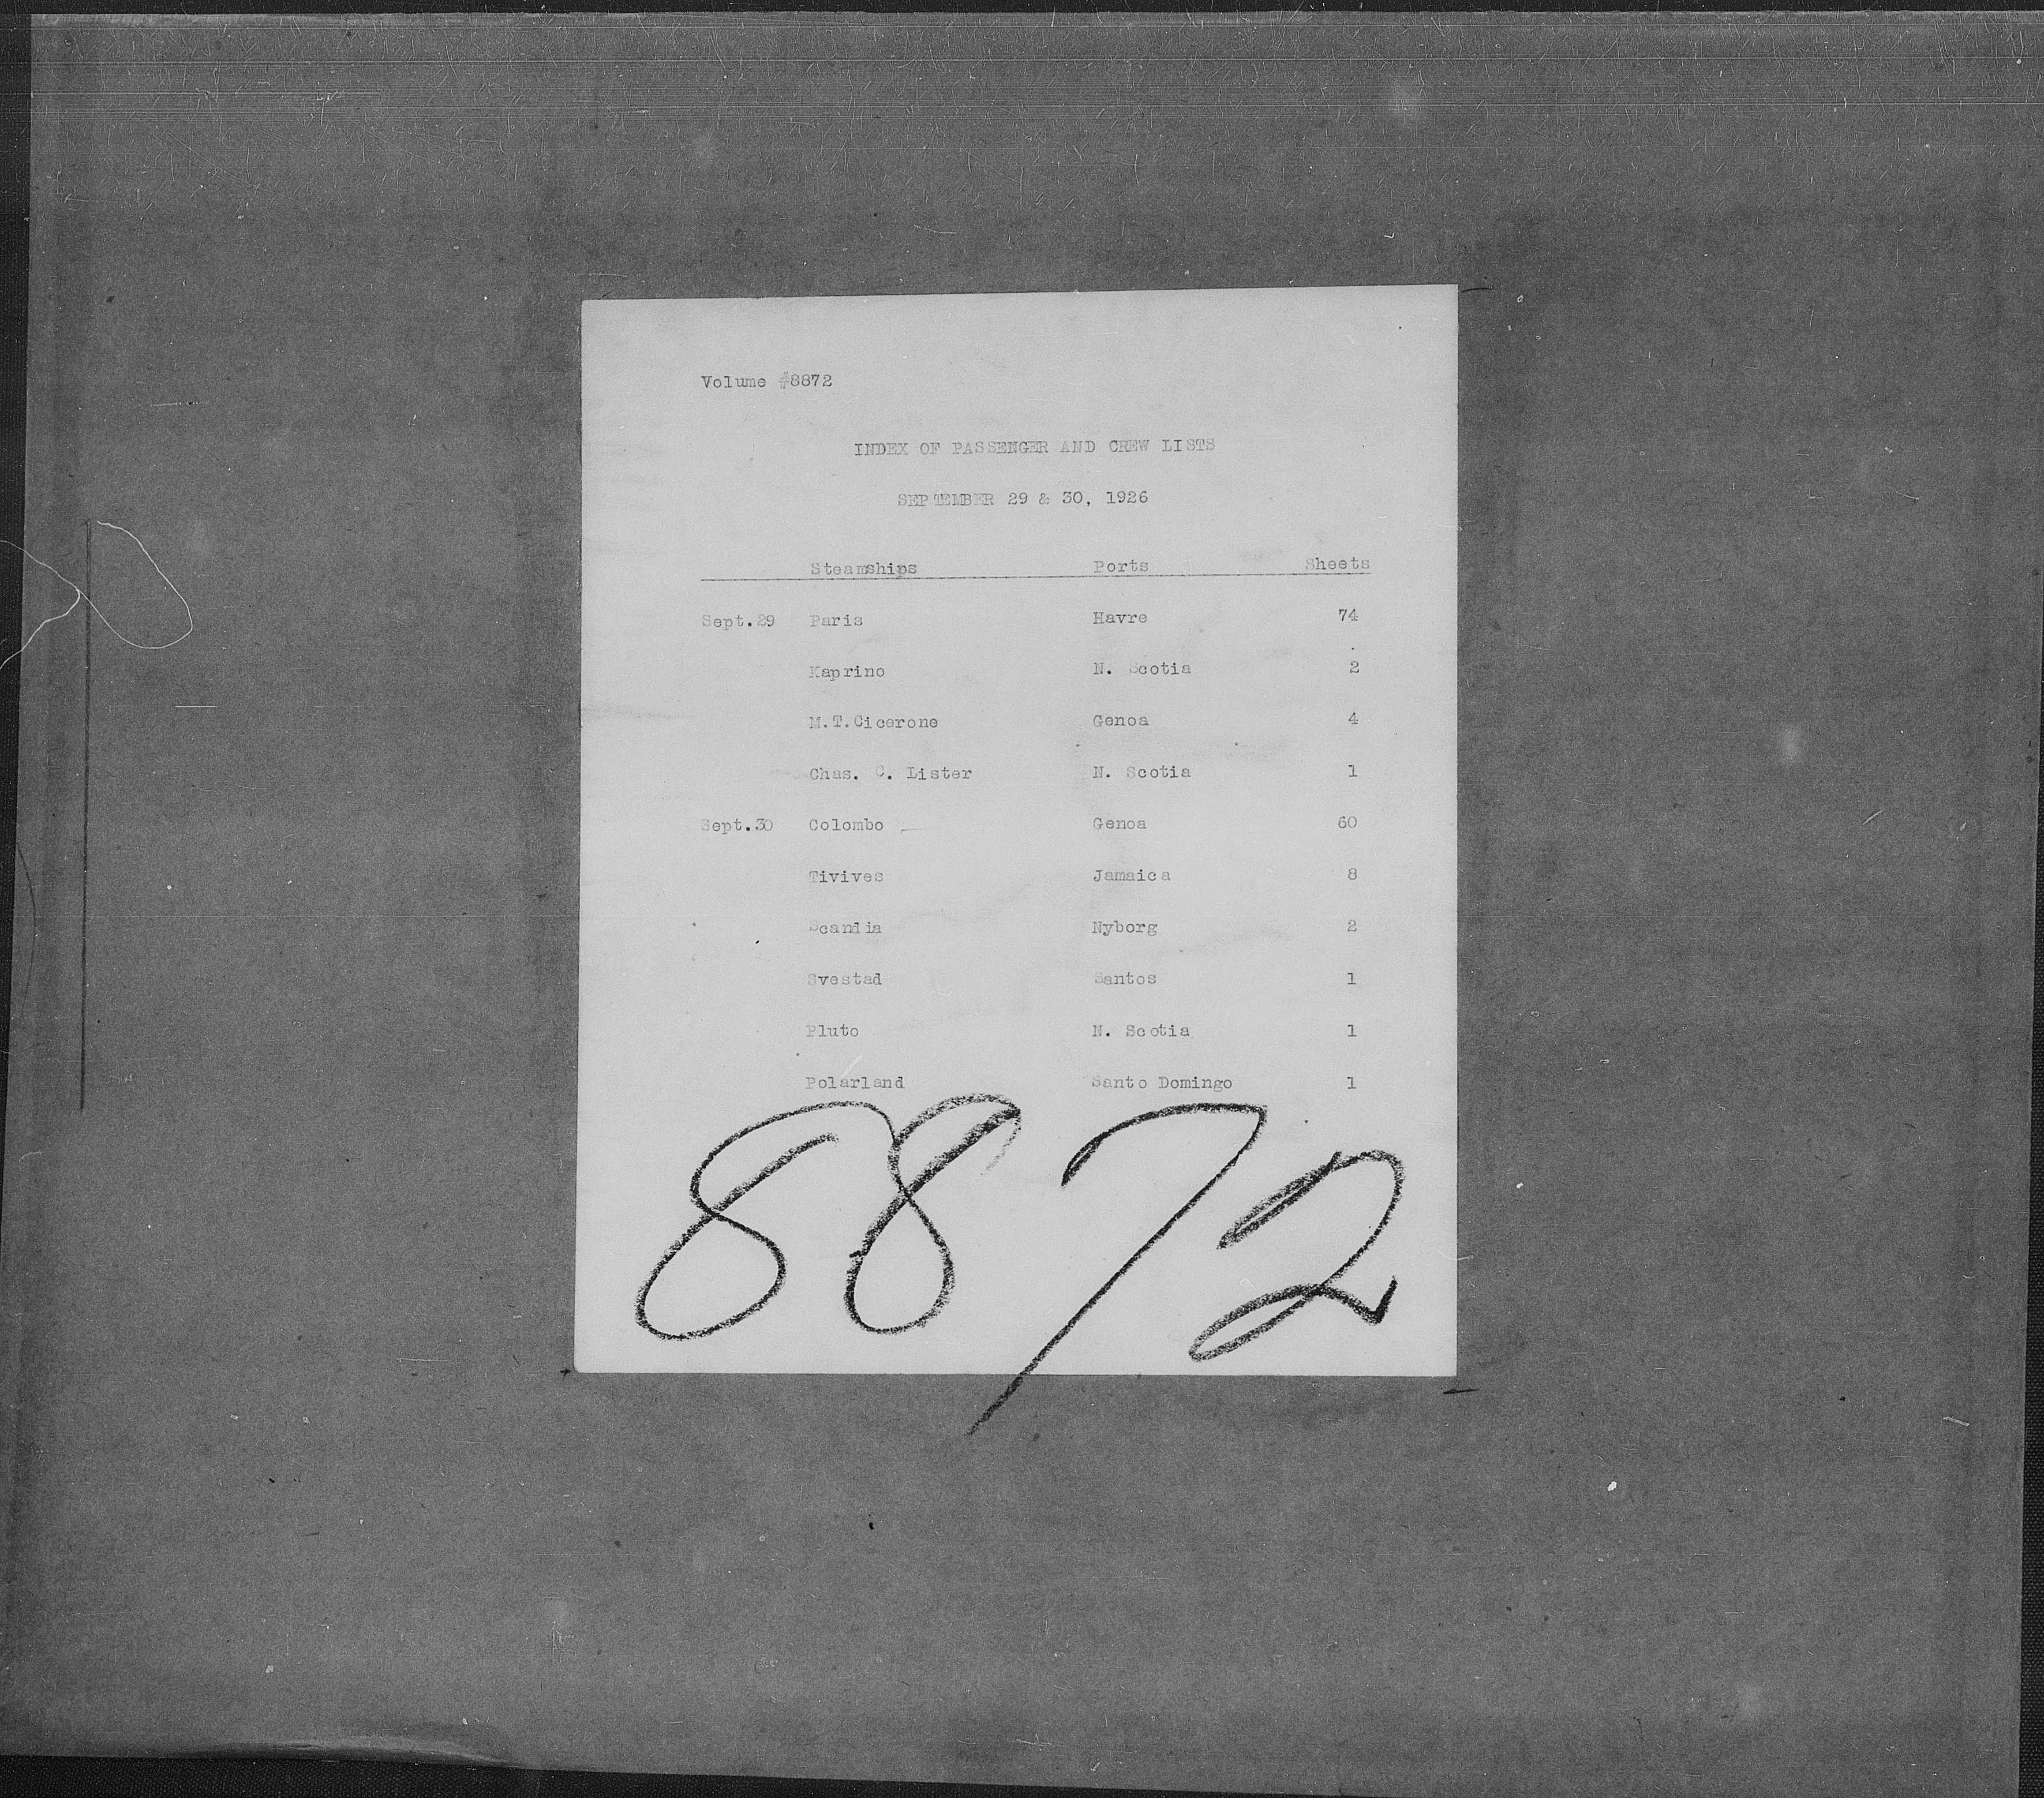 Volume #8872
INDEX OF PASSENGER AND CREW LISTS
SEPTEMBER 29 & 30, 1926
Steamships Ports Sheets
Sept.29 Paris Havre 74
Kaprino N. Scotia 2
M.T.Cicerone Genoa 4
Chas. C. Lister N. Scotia 1
Sept.30 Colombo Genoa 60
Tivives Jamaica 8
Scandia Nyborg 2
Svestad Santos 1
Pluto N. Scotia 1
Polarland Santo Domingo 1
8872